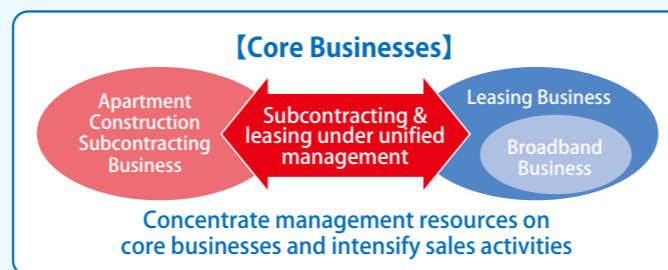 【Core Businesses】
Apartment
Construction
Subcontracting
Business
Subcontracting &
leasing under unified
management
Leasing Business
Broadband
Business
Concentrate management resources on
core businesses and intensify sales activities